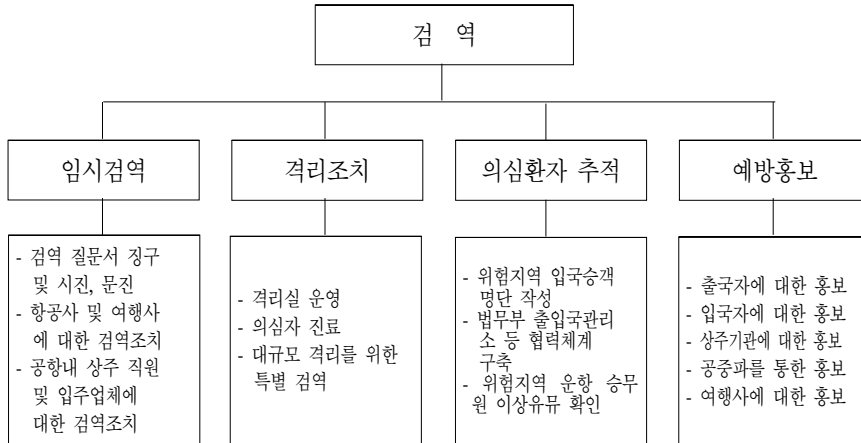 검 역
임시검역
격리조치
의심환자 추적
예방홍보
- 검역 질문서 징구
및 시진, 문진
- 항공사 및 여행사
에 대한 검역조치
- 공항내 상주 직원
및 입주업체에
대한 검역조치
- 격리실 운영
- 의심자 진료
- 대규모 격리를 위한
특별 검역
- 위험지역 입국승객
명단 작성
- 법무부 출입국관리
소 등 협력체계
구축
- 위험지역 운항 승무
원 이상유뮤 확인
- 출국자에 대한 홍보
- 입국자에 대한 홍보
- 상주기관에 대한 홍보
- 공중파를 통한 홍보
- 여행사에 대한 홍보